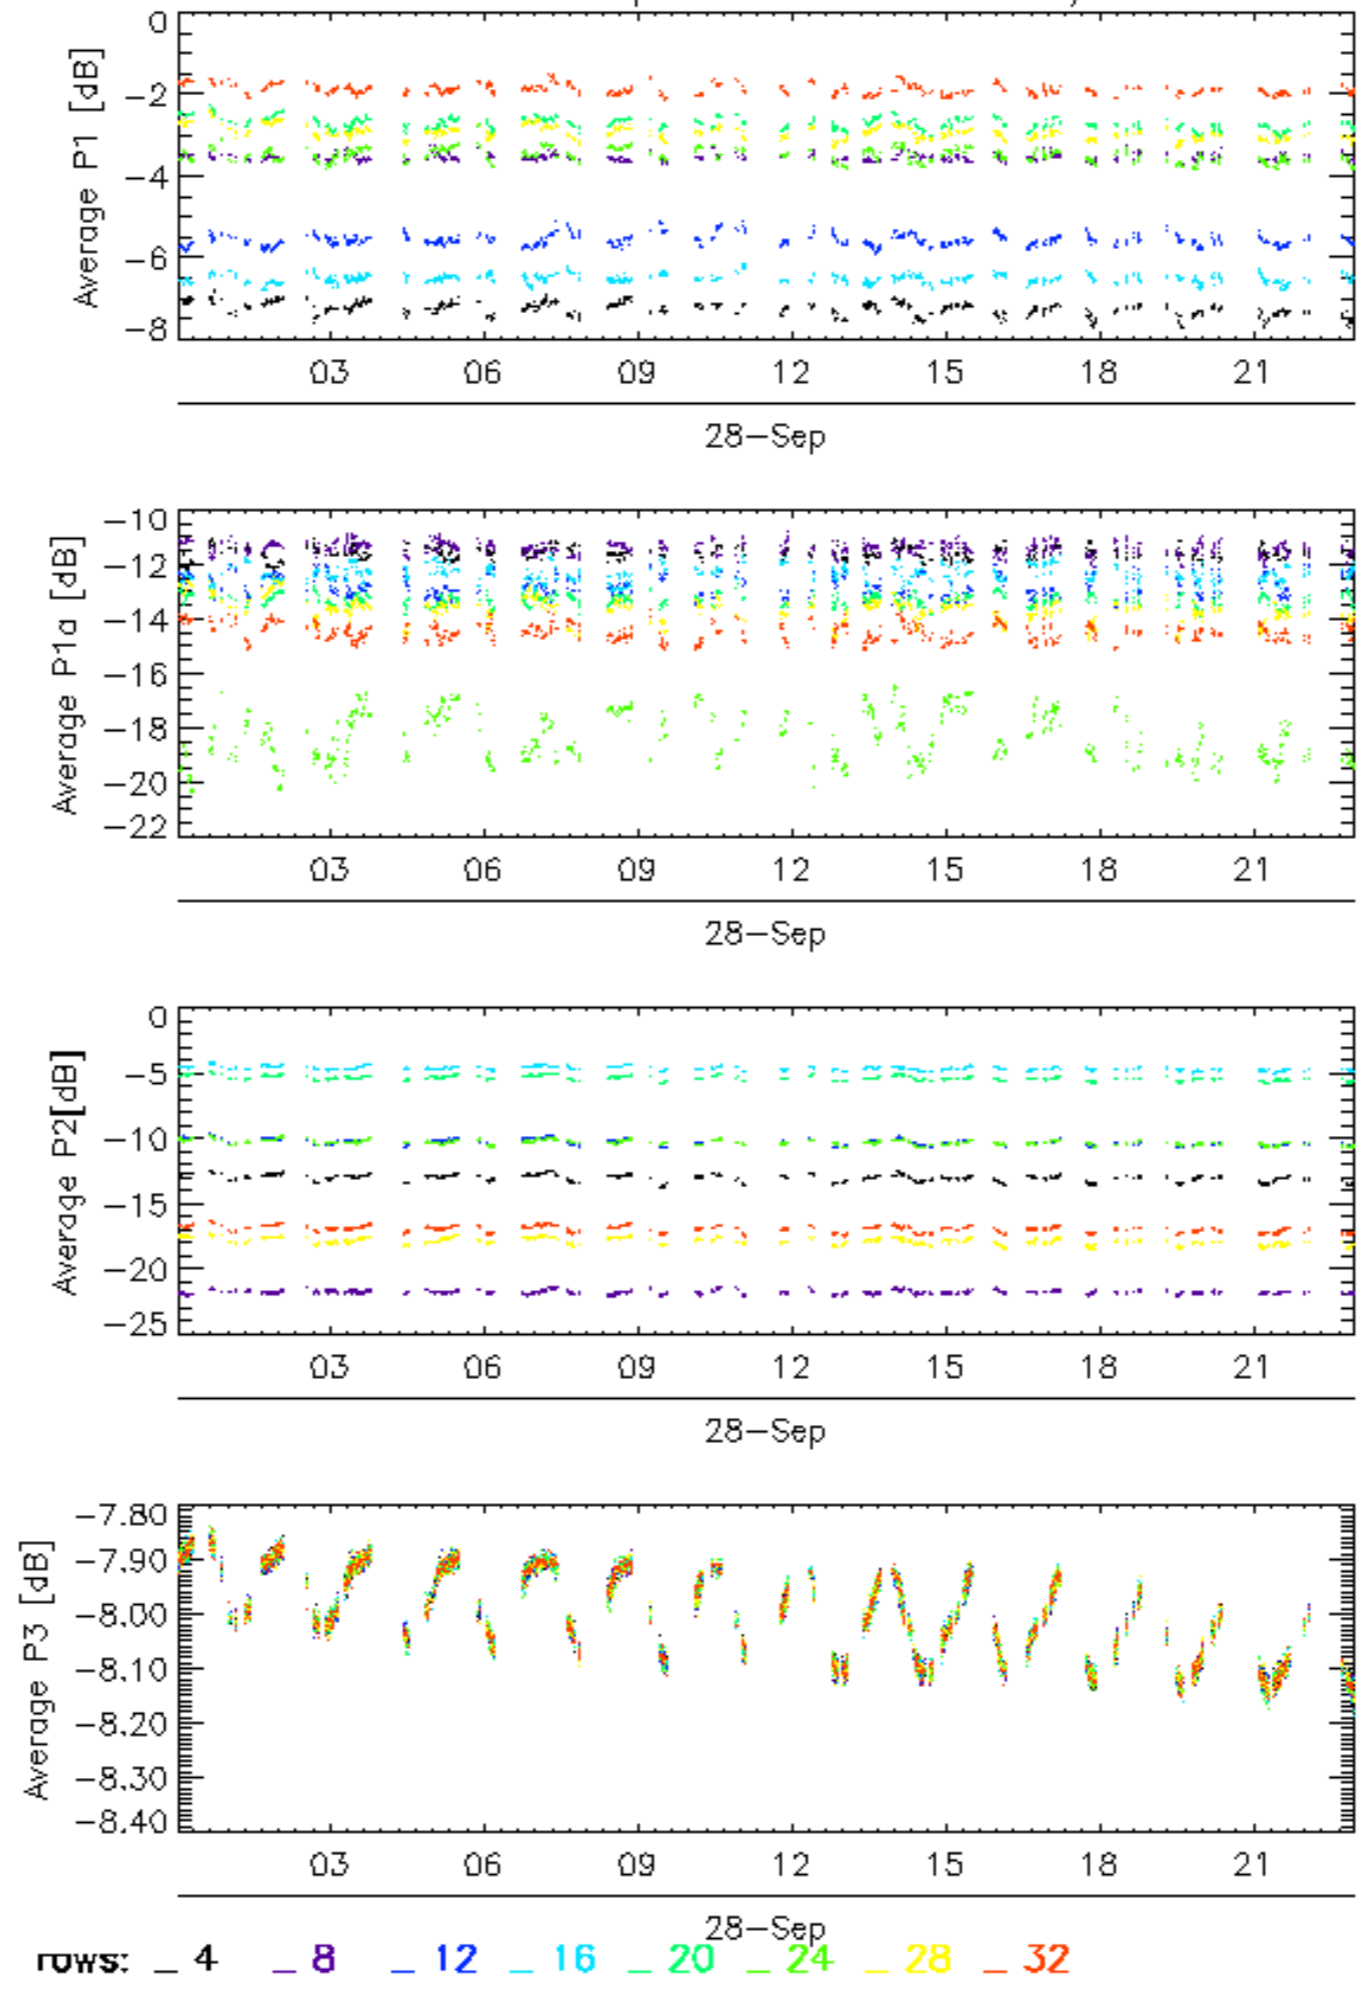 Average P1 [dB]
0
−2
−4
−6
−8
03 06 09 12 15 18 21
28−Sep
Average P1a [dB]
−10
−12
−14
−16
−18
−20
−22
03 06 09 12 15 18 21
28−Sep
Average P2[dB]
0
−5
−10
−15
−20
−25
03 06 09 12 15 18 21
28−Sep
Average P3 [dB]
−7.80
−7.90
−8.00
−8.10
−8.20
−8.30
−8.40
03 06 09 12 15 18 21
28−Sep
rows: _ 4 _ 8 _ 12 _ 16 _ 20 _ 24 _ 28 _ 32